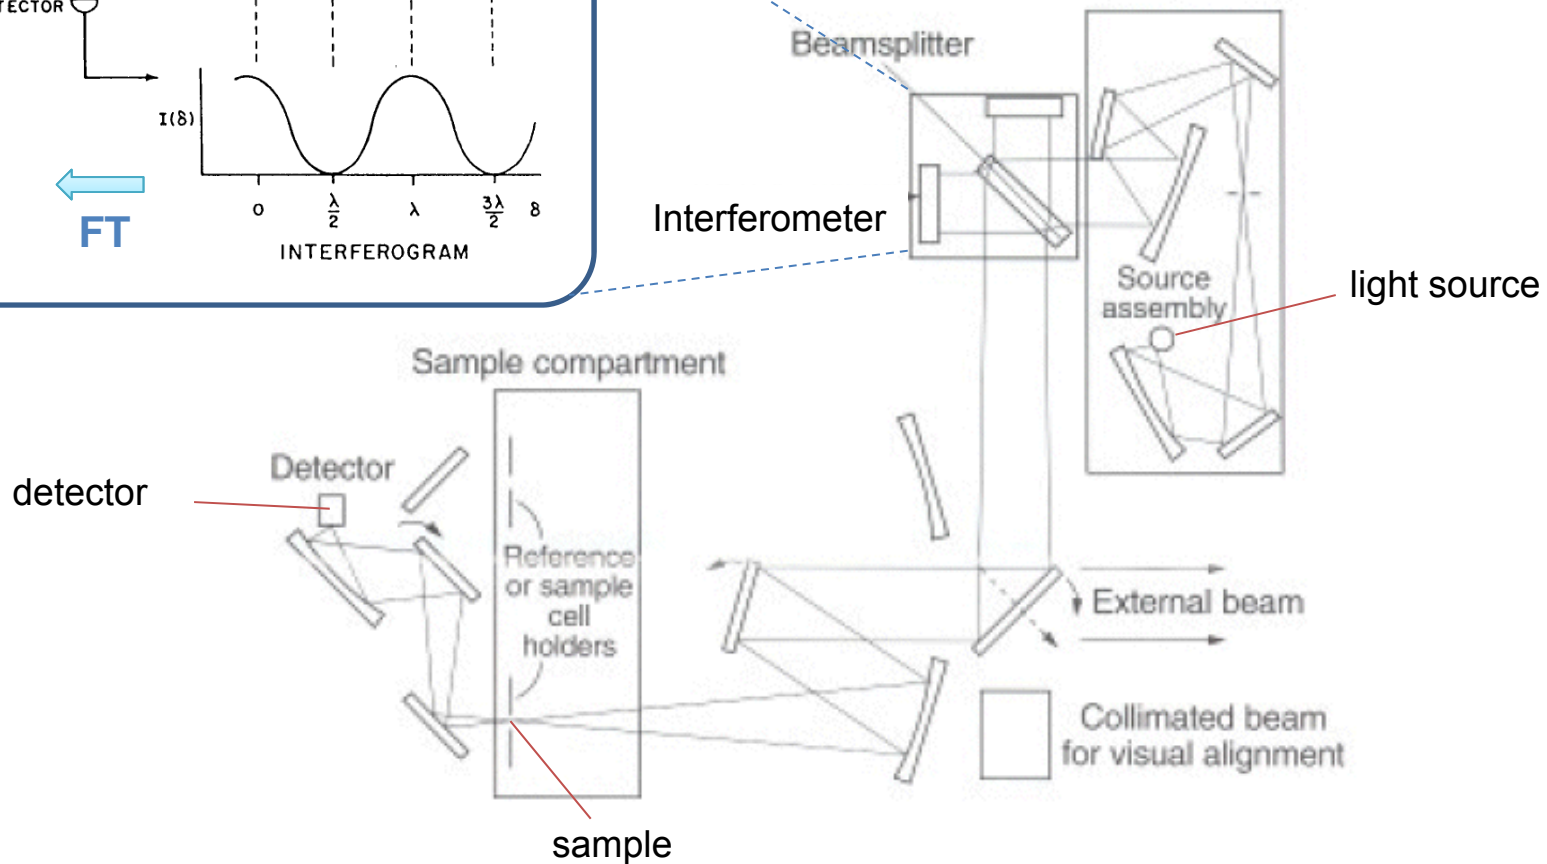 TECTOR
I(δ)
0 λ/2 λ 3λ/2 δ
INTERFEROGRAM
FT
Beamsplitter
Interferometer
Source
assembly
light source
Sample compartment
Detector
detector
Reference
or sample
cell
holders
External beam
Collimated beam
for visual alignment
sample